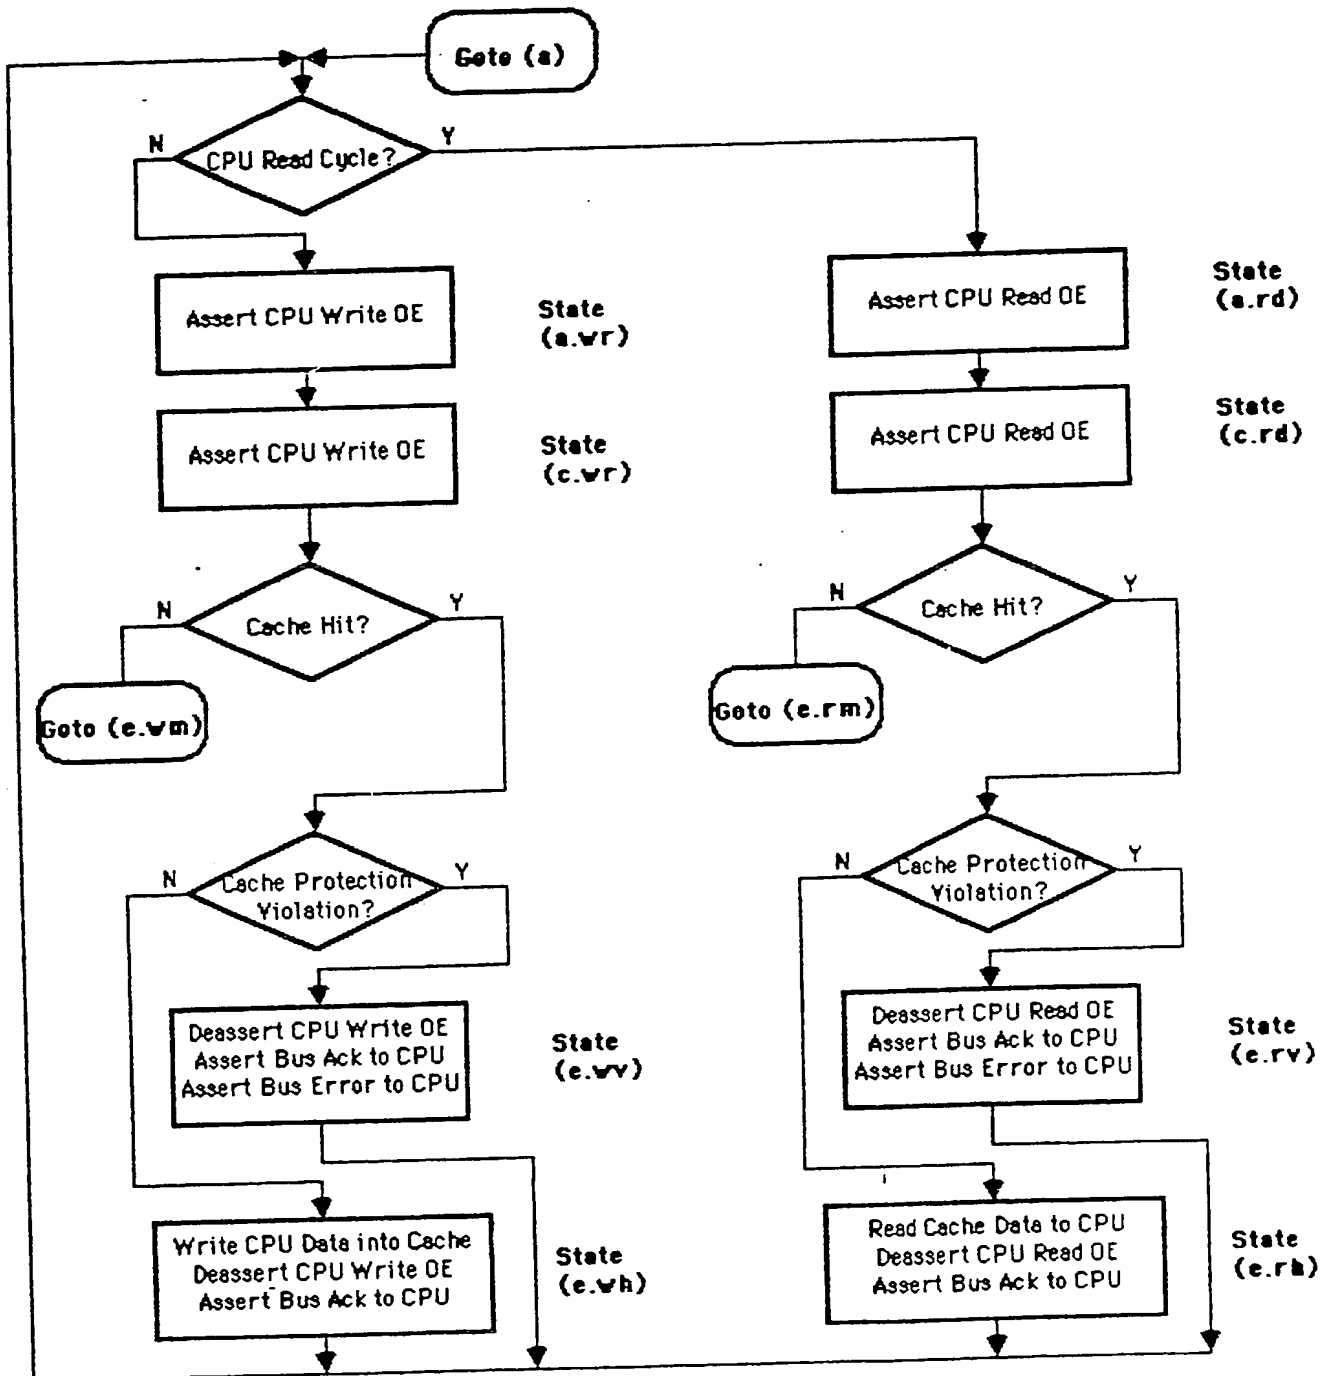 Goto (a)
N
Y
CPU Read Cycle?
Assert CPU Write OE
State
(a.wr)
Assert CPU Read OE
State
(a.rd)
Assert CPU Write OE
State
(c.wr)
Assert CPU Read OE
State
(c.rd)
N
Y
Cache Hit?
Goto (e.wm)
N
Y
Cache Hit?
Goto (e.rm)
N
Y
Cache Protection
Violation?
N
Y
Cache Protection
Violation?
Deassert CPU Write OE
Assert Bus Ack to CPU
Assert Bus Error to CPU
State
(e.wv)
Deassert CPU Read OE
Assert Bus Ack to CPU
Assert Bus Error to CPU
State
(e.rv)
Write CPU Data into Cache
Deassert CPU Write OE
Assert Bus Ack to CPU
State
(e.wh)
Read Cache Data to CPU
Deassert CPU Read OE
Assert Bus Ack to CPU
State
(e.rh)